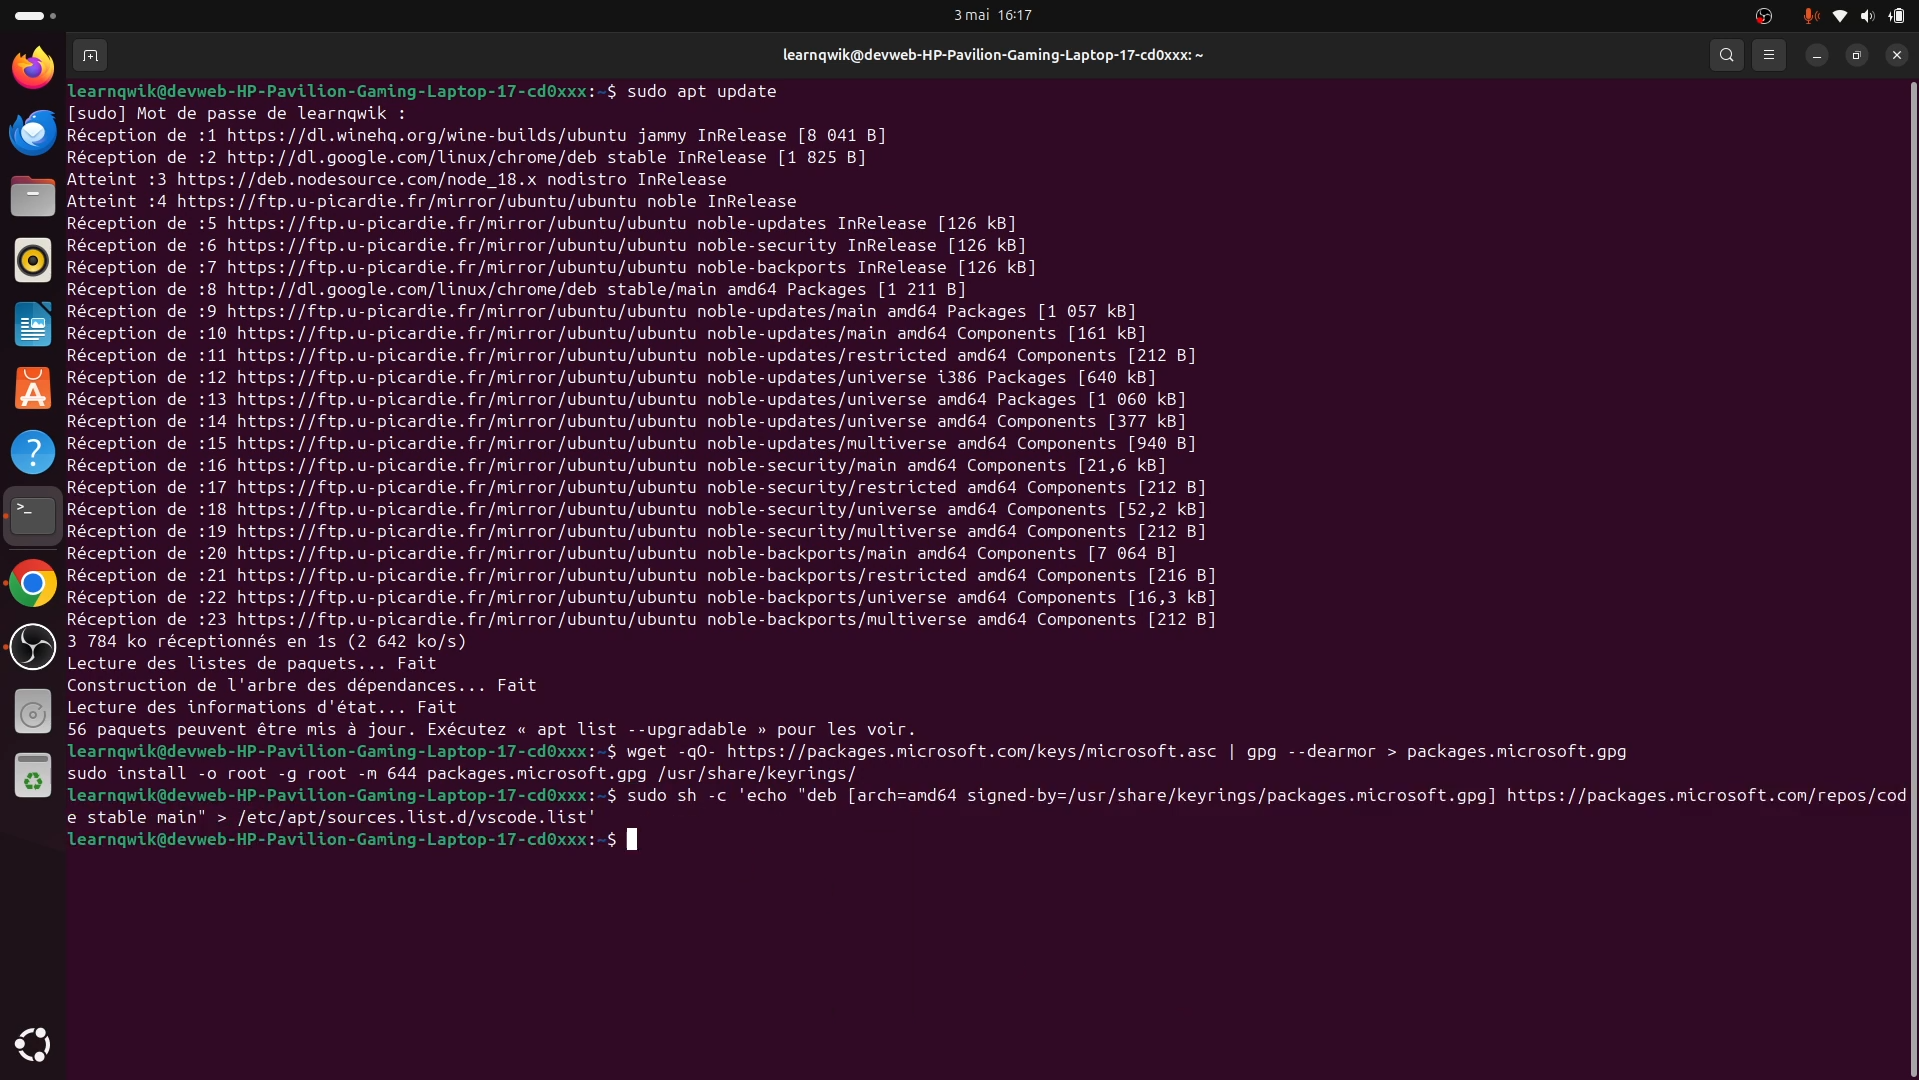 3 mai 16:17
learnqwik@devweb-HP-Pavilion-Gaming-Laptop-17-cd0xxx: ~
learnqwik@devweb-HP-Pavilion-Gaming-Laptop-17-cd0xxx:~$ sudo apt update
[sudo] Mot de passe de learnqwik :
Réception de :1 https://dl.winehq.org/wine-builds/ubuntu jammy InRelease [8 041 B]
Réception de :2 http://dl.google.com/linux/chrome/deb stable InRelease [1 825 B]
Atteint :3 https://deb.nodesource.com/node_18.x nodistro InRelease
Atteint :4 https://ftp.u-picardie.fr/mirror/ubuntu/ubuntu noble InRelease
Réception de :5 https://ftp.u-picardie.fr/mirror/ubuntu/ubuntu noble-updates InRelease [126 kB]
Réception de :6 https://ftp.u-picardie.fr/mirror/ubuntu/ubuntu noble-security InRelease [126 kB]
Réception de :7 https://ftp.u-picardie.fr/mirror/ubuntu/ubuntu noble-backports InRelease [126 kB]
Réception de :8 http://dl.google.com/linux/chrome/deb stable/main amd64 Packages [1 211 B]
Réception de :9 https://ftp.u-picardie.fr/mirror/ubuntu/ubuntu noble-updates/main amd64 Packages [1 057 kB]
Réception de :10 https://ftp.u-picardie.fr/mirror/ubuntu/ubuntu noble-updates/main amd64 Components [161 kB]
Réception de :11 https://ftp.u-picardie.fr/mirror/ubuntu/ubuntu noble-updates/restricted amd64 Components [212 B]
Réception de :12 https://ftp.u-picardie.fr/mirror/ubuntu/ubuntu noble-updates/universe i386 Packages [640 kB]
Réception de :13 https://ftp.u-picardie.fr/mirror/ubuntu/ubuntu noble-updates/universe amd64 Packages [1 060 kB]
Réception de :14 https://ftp.u-picardie.fr/mirror/ubuntu/ubuntu noble-updates/universe amd64 Components [377 kB]
Réception de :15 https://ftp.u-picardie.fr/mirror/ubuntu/ubuntu noble-updates/multiverse amd64 Components [940 B]
Réception de :16 https://ftp.u-picardie.fr/mirror/ubuntu/ubuntu noble-security/main amd64 Components [21,6 kB]
Réception de :17 https://ftp.u-picardie.fr/mirror/ubuntu/ubuntu noble-security/restricted amd64 Components [212 B]
Réception de :18 https://ftp.u-picardie.fr/mirror/ubuntu/ubuntu noble-security/universe amd64 Components [52,2 kB]
Réception de :19 https://ftp.u-picardie.fr/mirror/ubuntu/ubuntu noble-security/multiverse amd64 Components [212 B]
Réception de :20 https://ftp.u-picardie.fr/mirror/ubuntu/ubuntu noble-backports/main amd64 Components [7 064 B]
Réception de :21 https://ftp.u-picardie.fr/mirror/ubuntu/ubuntu noble-backports/restricted amd64 Components [216 B]
Réception de :22 https://ftp.u-picardie.fr/mirror/ubuntu/ubuntu noble-backports/universe amd64 Components [16,3 kB]
Réception de :23 https://ftp.u-picardie.fr/mirror/ubuntu/ubuntu noble-backports/multiverse amd64 Components [212 B]
3 784 ko réceptionnés en 1s (2 642 ko/s)
Lecture des listes de paquets... Fait
Construction de l'arbre des dépendances... Fait
Lecture des informations d'état... Fait
56 paquets peuvent être mis à jour. Exécutez « apt list --upgradable » pour les voir.
learnqwik@devweb-HP-Pavilion-Gaming-Laptop-17-cd0xxx:~$ wget -qO- https://packages.microsoft.com/keys/microsoft.asc | gpg --dearmor > packages.microsoft.gpg
sudo install -o root -g root -m 644 packages.microsoft.gpg /usr/share/keyrings/
learnqwik@devweb-HP-Pavilion-Gaming-Laptop-17-cd0xxx:~$ sudo sh -c 'echo "deb [arch=amd64 signed-by=/usr/share/keyrings/packages.microsoft.gpg] https://packages.microsoft.com/repos/cod
e stable main" > /etc/apt/sources.list.d/vscode.list'
learnqwik@devweb-HP-Pavilion-Gaming-Laptop-17-cd0xxx:~$